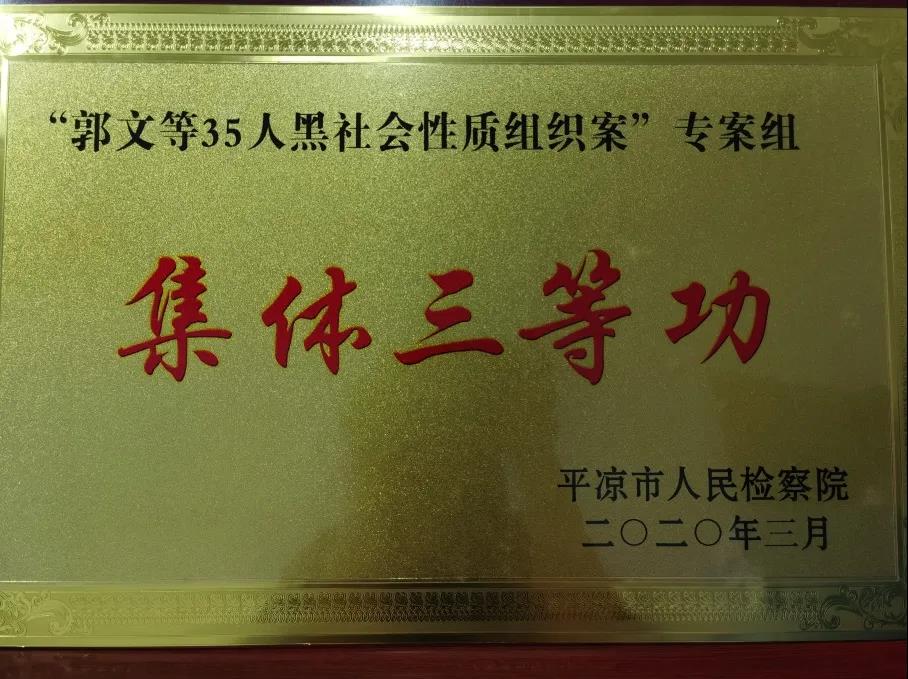 “郭文等35人黑社会性质组织案”专案组
集体三等功
平凉市人民检察院
二〇二〇年三月